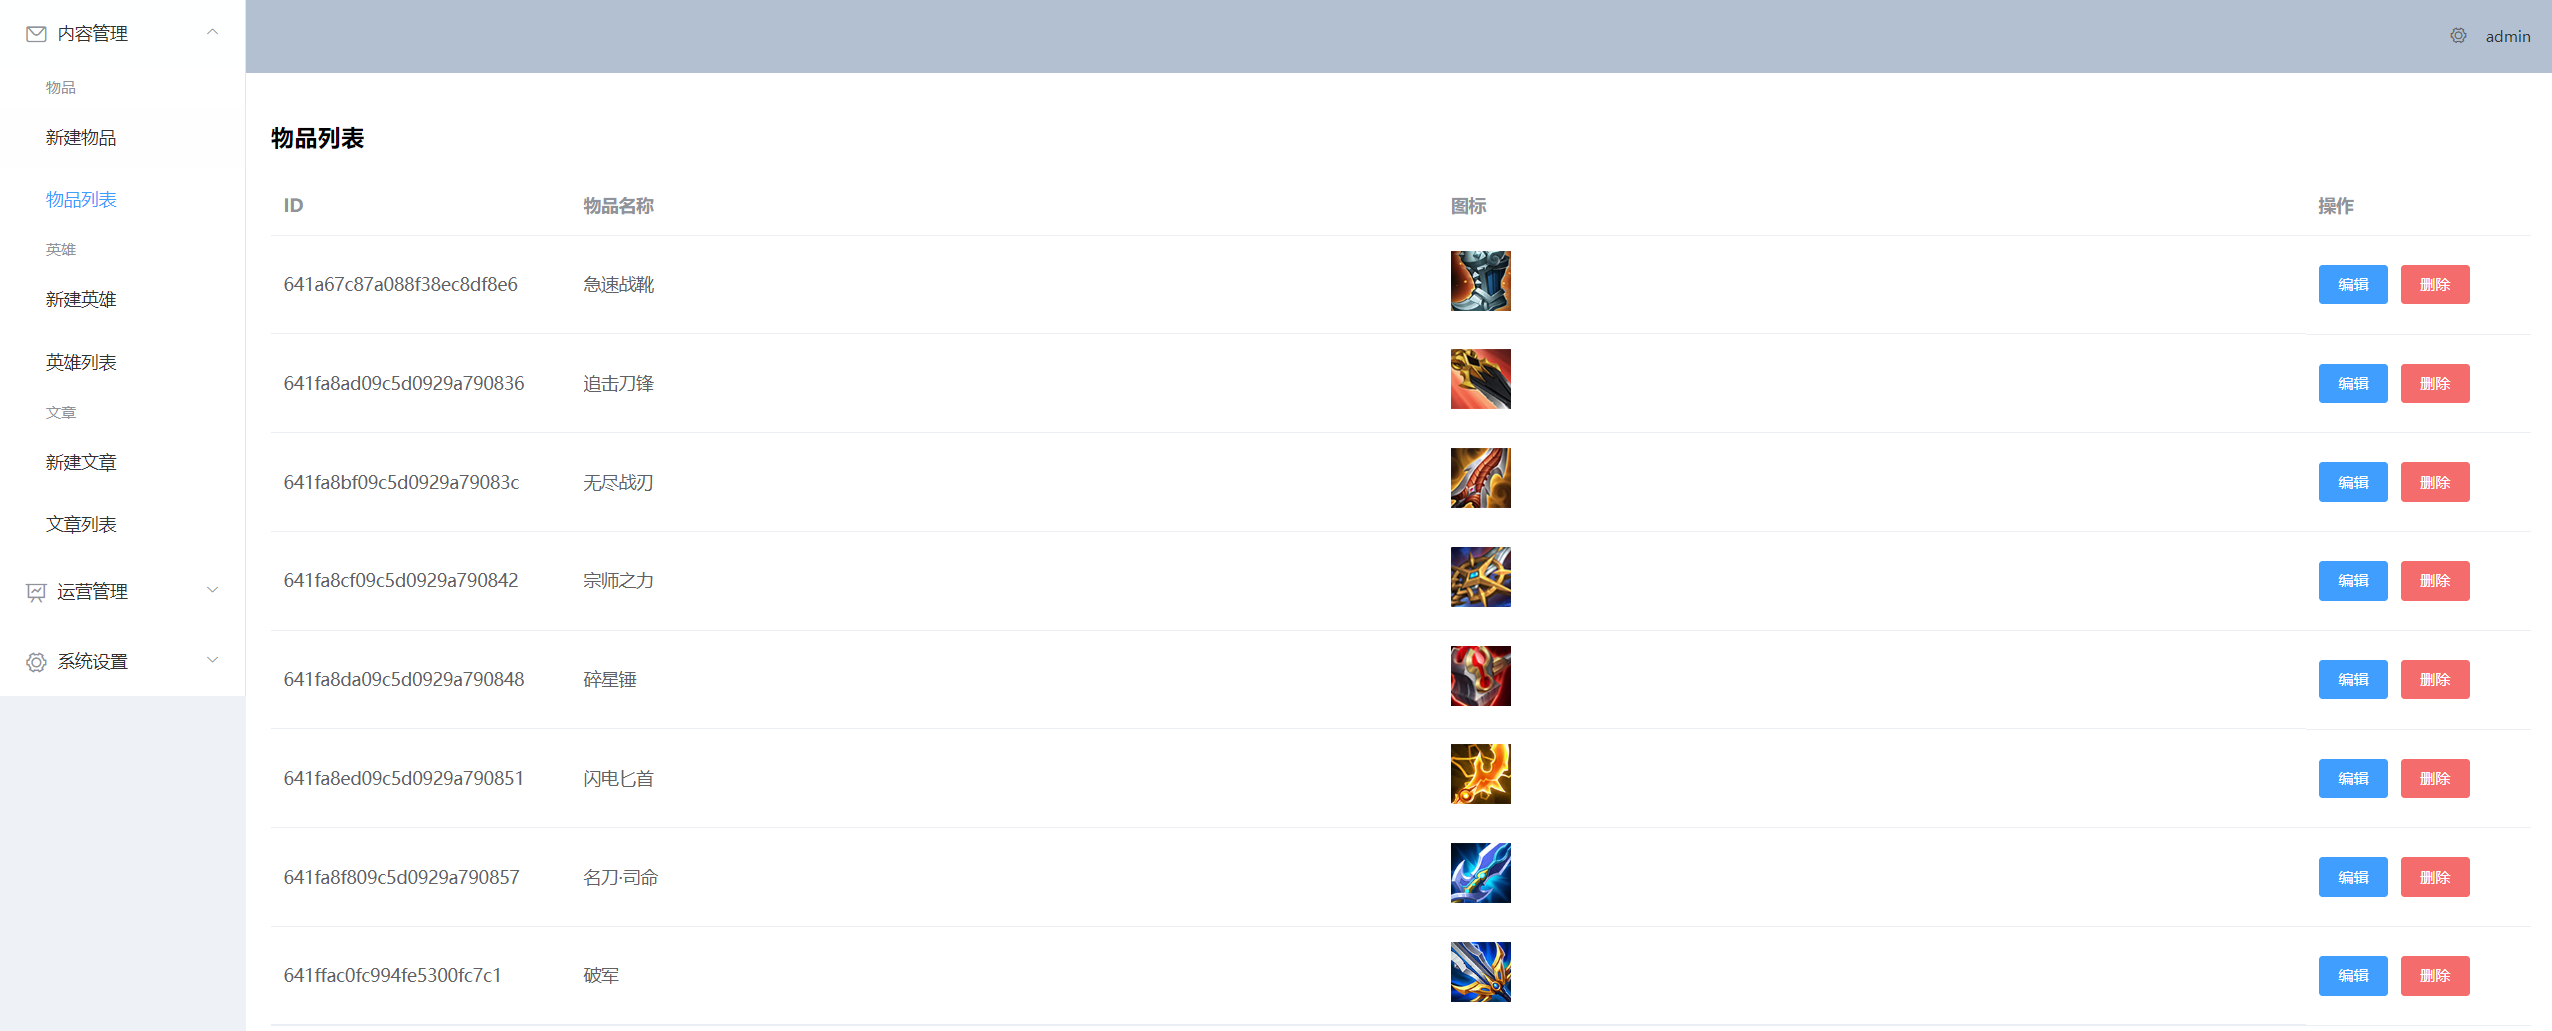 内容管理
物品
新建物品
物品列表
英雄
新建英雄
英雄列表
文章
新建文章
文章列表
运营管理
系统设置
admin
物品列表
ID 物品名称 图标 操作
641a67c87a088f38ec8df8e6 急速战靴 编辑 删除
641fa8ad09c5d0929a790836 追击刀锋 编辑 删除
641fa8bf09c5d0929a79083c 无尽战刃 编辑 删除
641fa8cf09c5d0929a790842 宗师之力 编辑 删除
641fa8da09c5d0929a790848 碎星锤 编辑 删除
641fa8ed09c5d0929a790851 闪电匕首 编辑 删除
641fa8f809c5d0929a790857 名刀·司命 编辑 删除
641ffac0fc994fe5300fc7c1 破军 编辑 删除